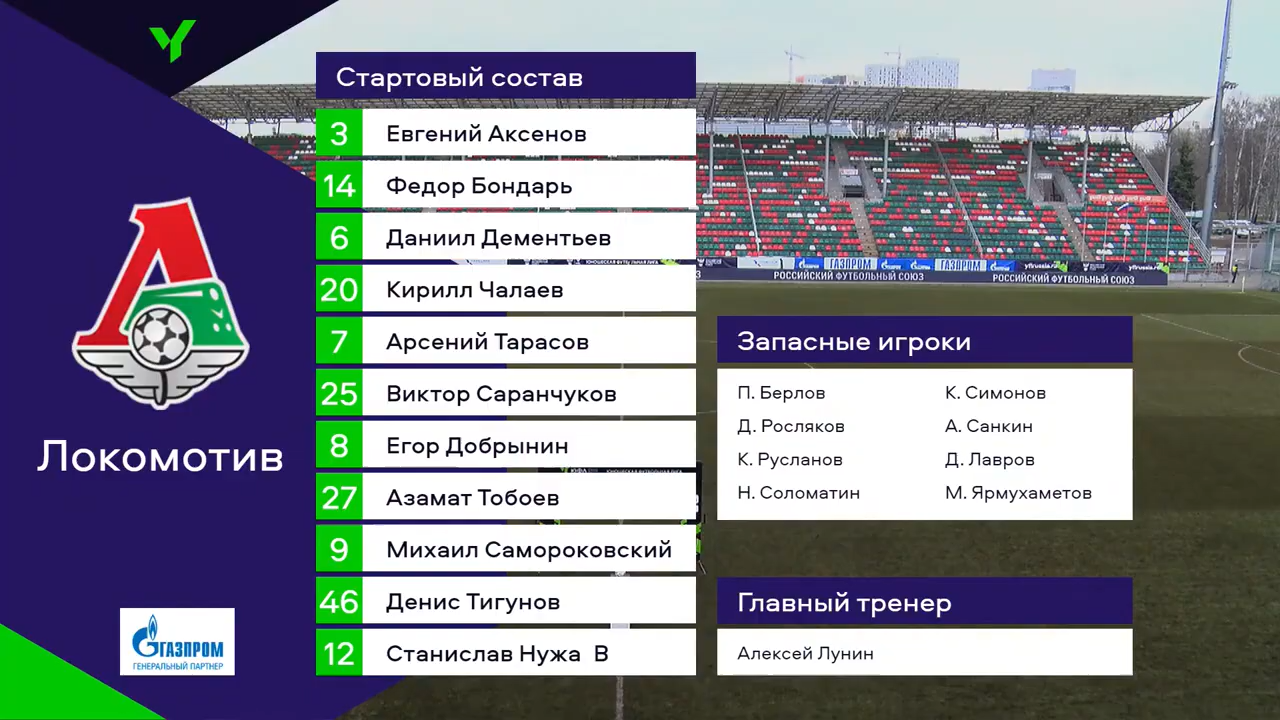 Стартовый состав
3 Евгений Аксенов
14 Федор Бондарь
6 Даниил Дементьев
20 Кирилл Чалаев
7 Арсений Тарасов
25 Виктор Саранчуков
8 Егор Добрынин
27 Азамат Тобоев
9 Михаил Самороковский
46 Денис Тигунов
12 Станислав Нужа В
Локомотив
ГАЗПРОМ
ГЕНЕРАЛЬНЫЙ ПАРТНЕР
ГАЗПРОМ ГАЗПРОМ yflrussia.ru
РОССИЙСКИЙ ФУТБОЛЬНЫЙ СОЮЗ РОССИЙСКИЙ ФУТБОЛЬНЫЙ СОЮЗ
Запасные игроки
П. Берлов К. Симонов
Д. Росляков А. Санкин
К. Русланов Д. Лавров
Н. Соломатин М. Ярмухаметов
Главный тренер
Алексей Лунин